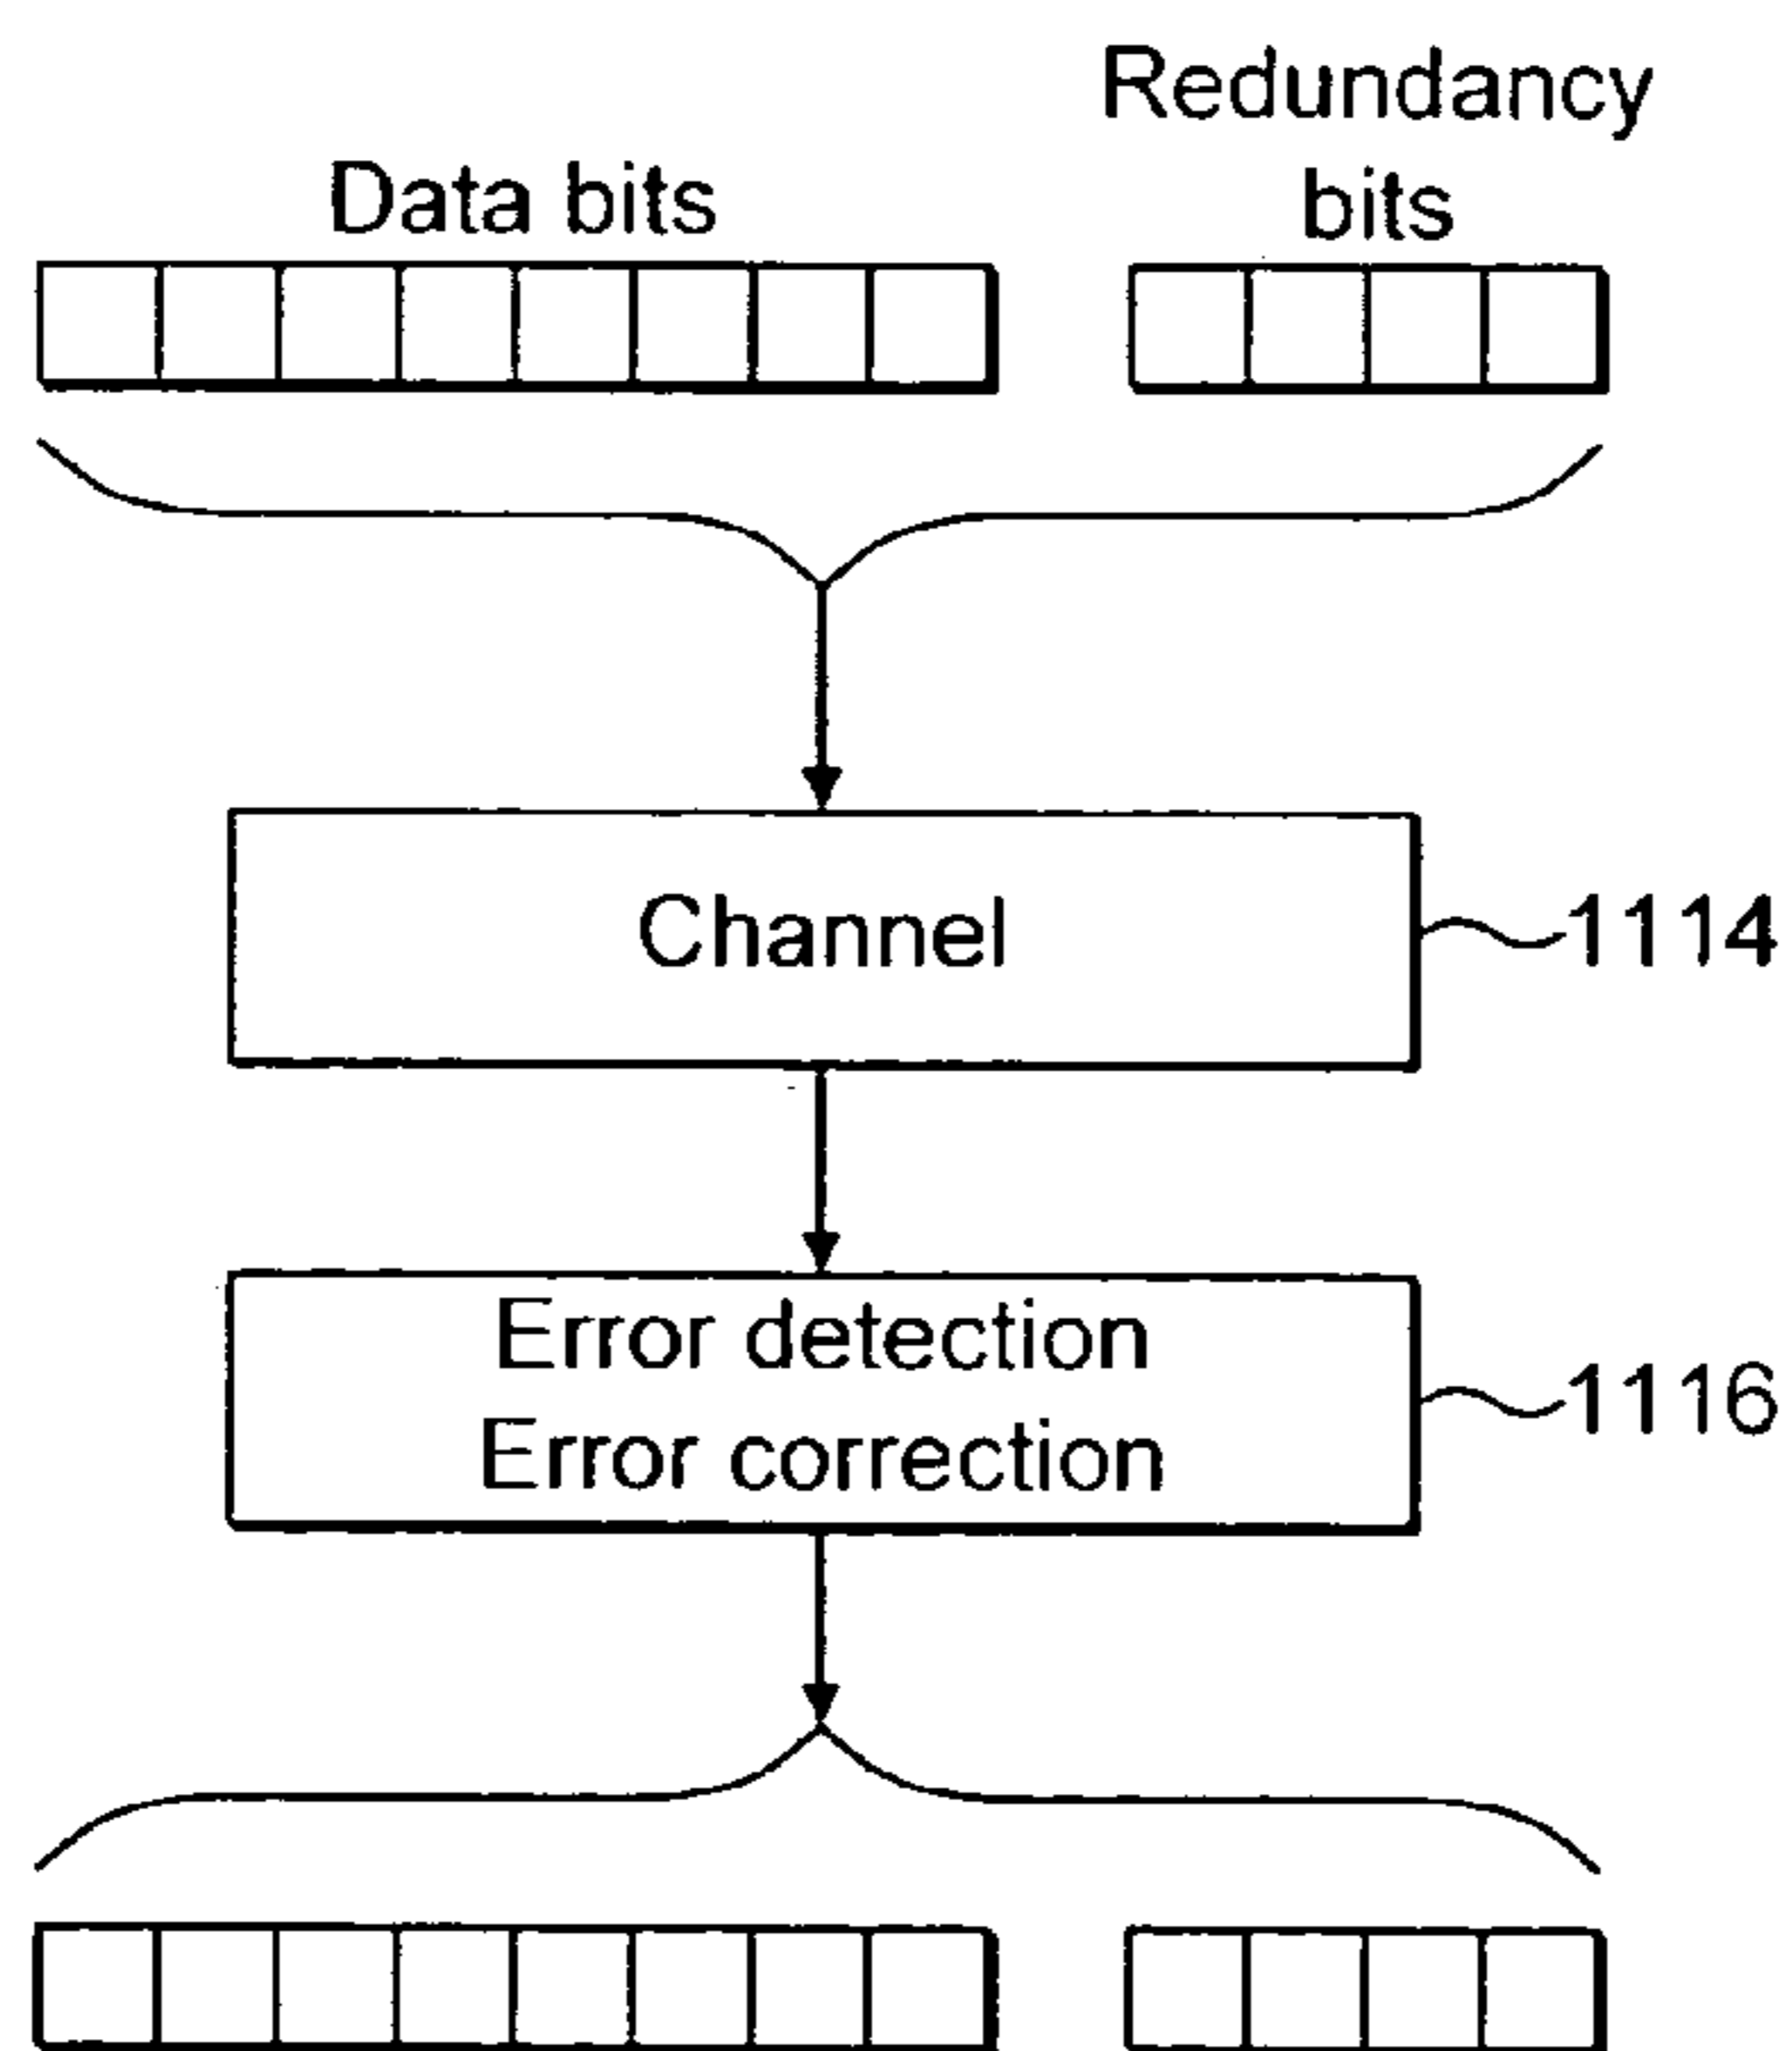 Redundancy
Data bits
bits
Channel
1114
Error detection
Error correction
1116